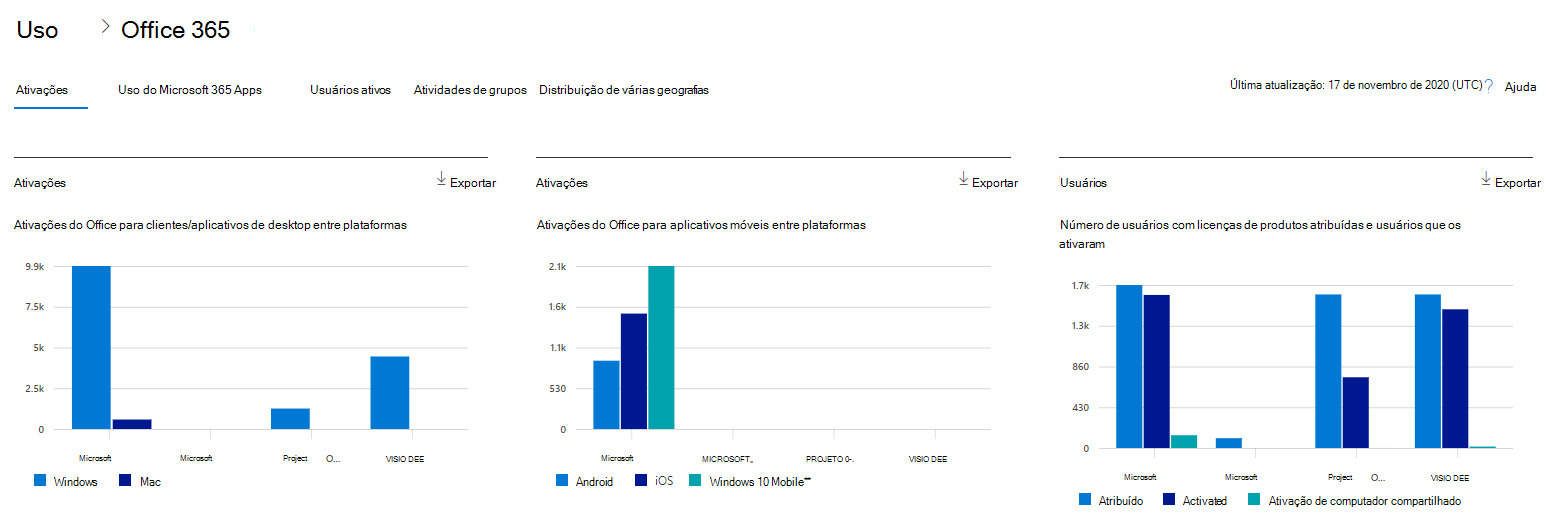 Uso > Office 365
Ativações Uso do Microsoft 365 Apps Usuários ativos Atividades de grupos Distribuição de várias geografias Última atualização: 17 de novembro de 2020 (UTC) ? Ajuda
Ativações Exportar
Ativações do Office para clientes/aplicativos de desktop entre plataformas
9.9k
7.5k
5k
2.5k
0
Microsoft Microsoft Project O... VISIO DEE
Windows Mac
Ativações Exportar
Ativações do Office para aplicativos móveis entre plataformas
2.1k
1.6k
1.1k
530
0
Microsoft MICROSOFT.. PROJETO 0-. VISIO DEE
Android iOS Windows 10 Mobile**
Usuários Exportar
Número de usuários com licenças de produtos atribuídas e usuários que os
ativaram
1.7k
1.3k
860
430
0
Microsoft Microsoft Project O... VISIO DEE
Atribuído Activated Ativação de computador compartilhado